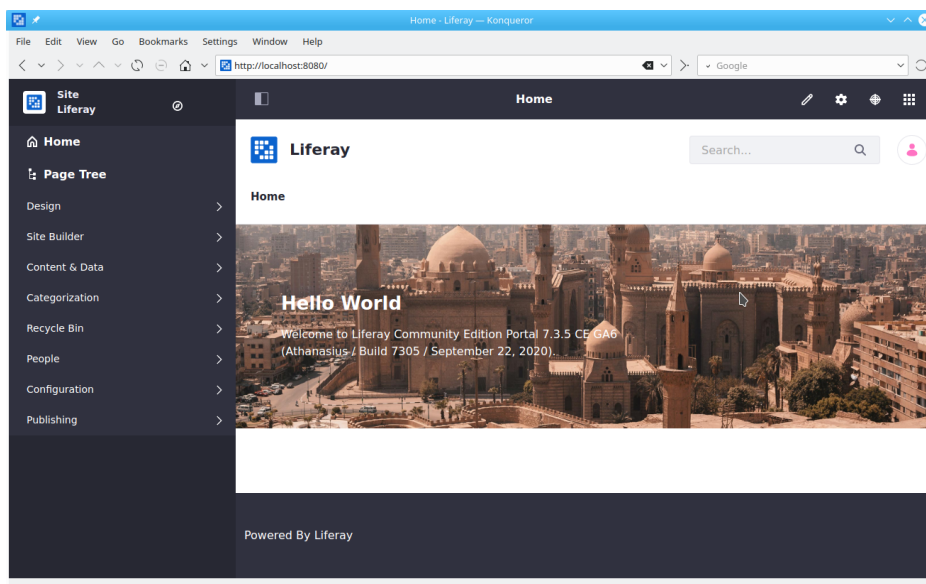 Home - Liferay — Konqueror
File Edit View Go Bookmarks Settings Window Help
http://localhost:8080/
Google
Site
Liferay
Home
Home
Page Tree
Design
Site Builder
Content & Data
Categorization
Recycle Bin
People
Configuration
Publishing
Liferay
Search...
Home
Hello World
Welcome to Liferay Community Edition Portal 7.3.5 CE GA6
(Athanasius / Build 7305 / September 22, 2020).
Powered By Liferay